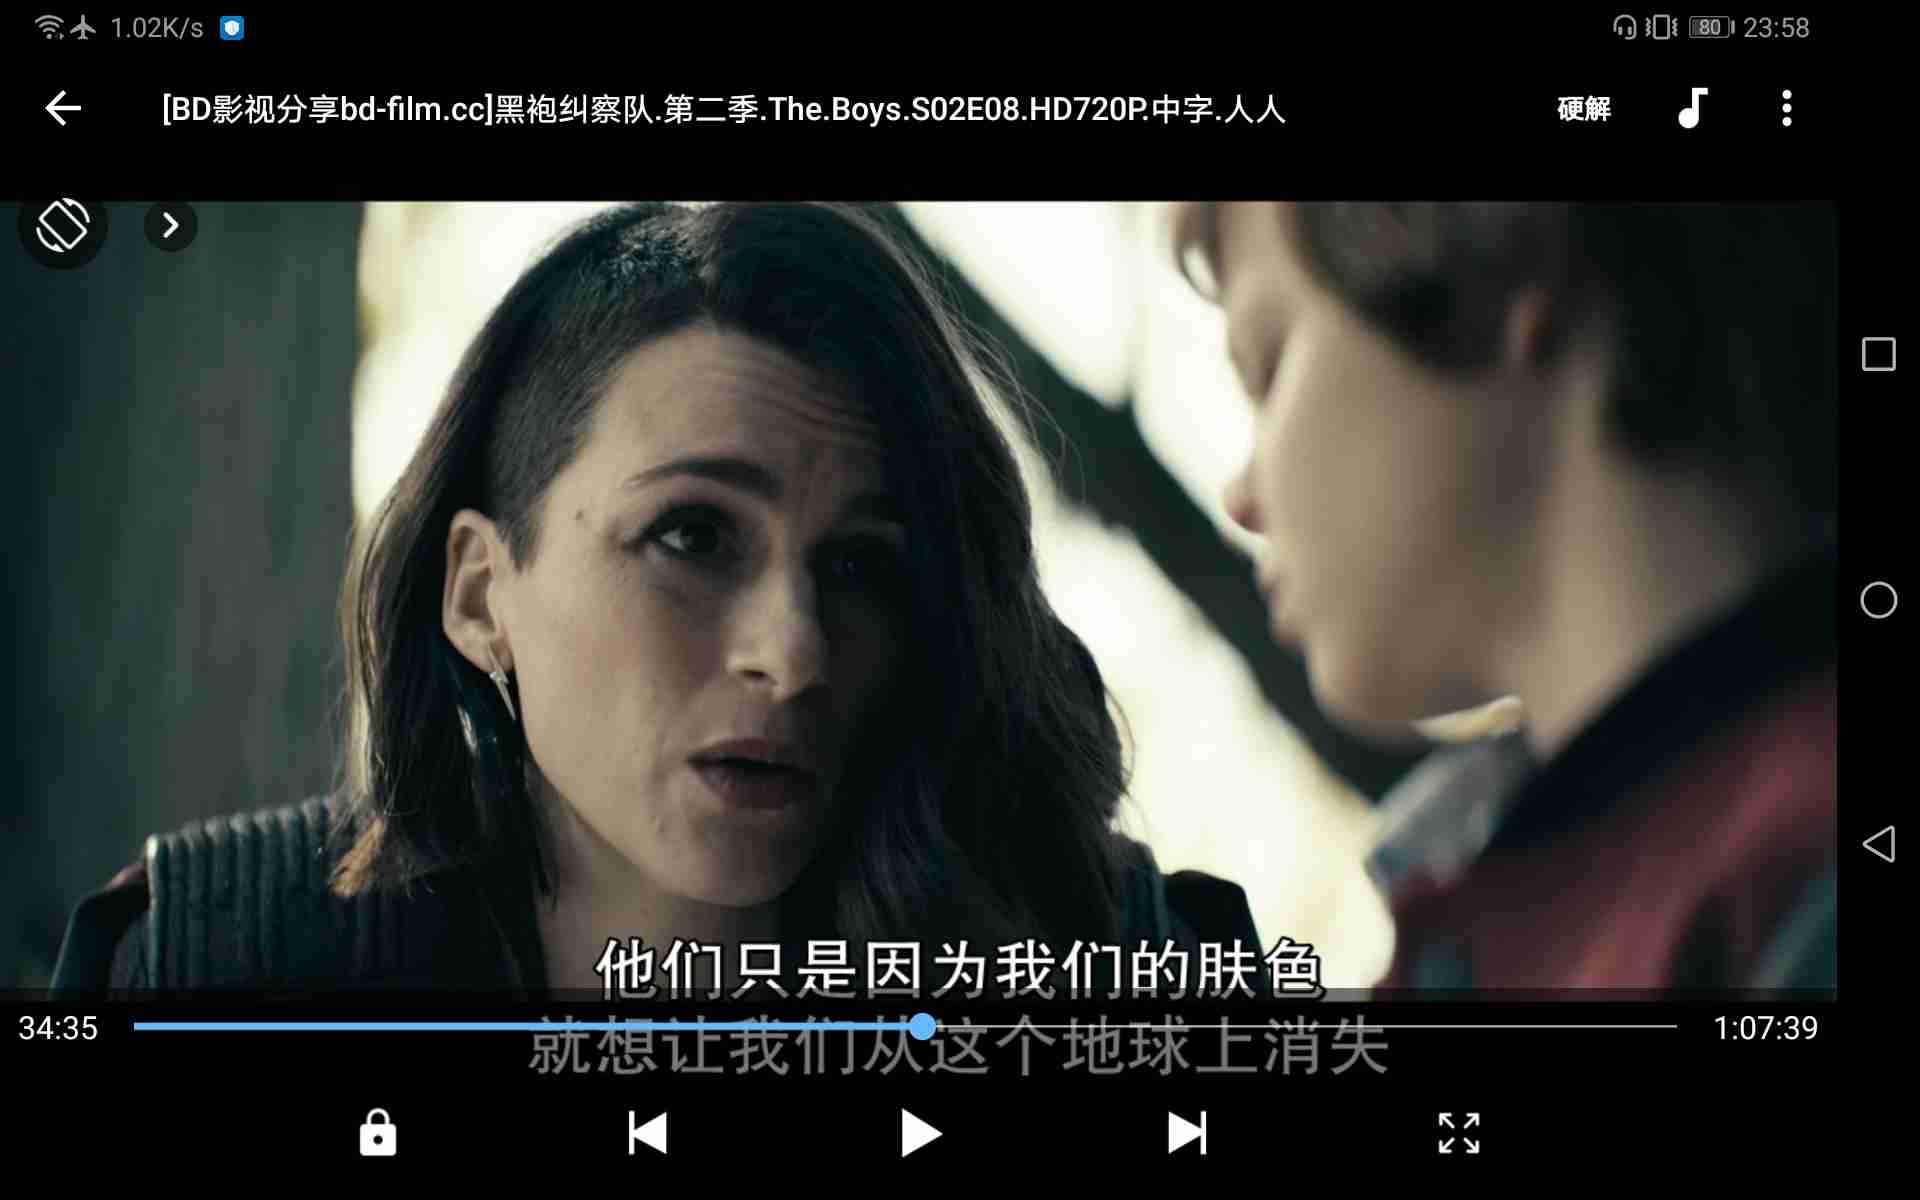 1.02K/s
80 23:58
[BD影视分享bd-film.cc]黑袍纠察队.第二季.The.Boys.S02E08.HD720P.中字.人人
硬解
他们只是因为我们的肤色
34:35
1:07:39
就想让我们从这个地球上消失